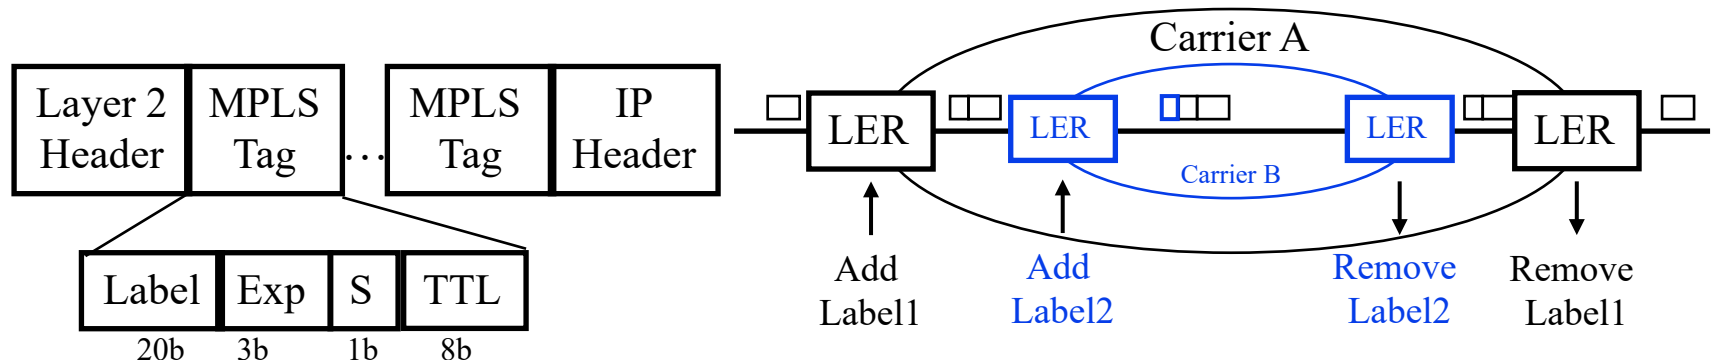 Layer 2
Header
MPLS
Tag
...
MPLS
Tag
IP
Header
Label
Exp
S
TTL
20b
3b
1b
8b
Carrier A
LER
LER
LER
LER
Carrier B
Add
Label1
Add
Label2
Remove
Label2
Remove
Label1